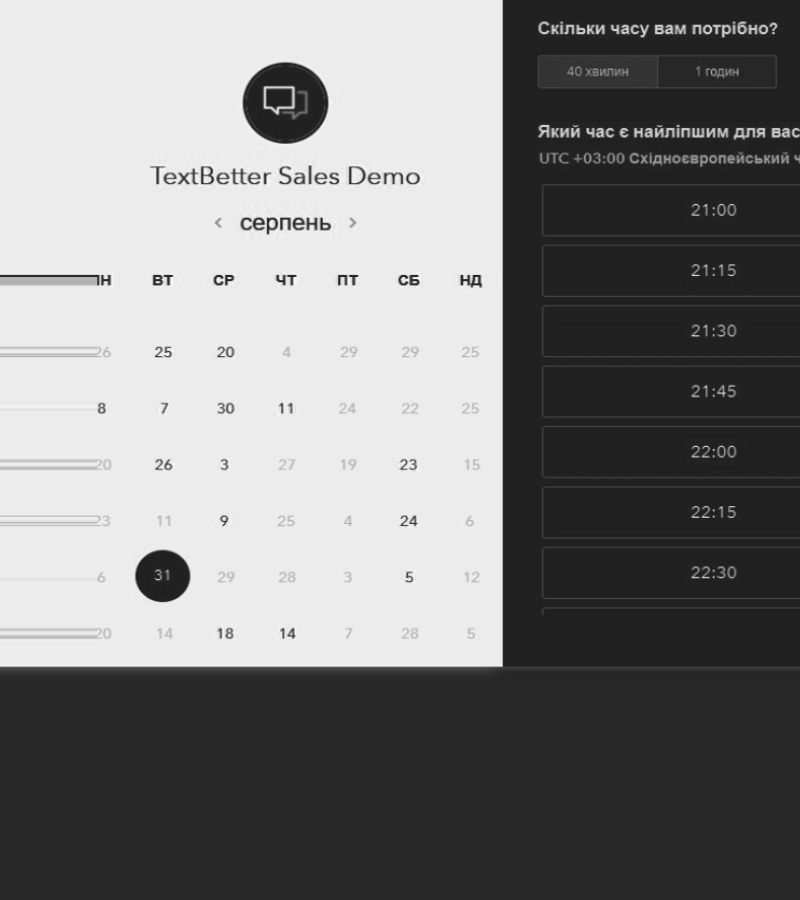 TextBetter Sales Demo
< серпень >
ВТ СР ЧТ ПТ СБ НД
26 25 20 4 29 29 25
8 7 30 11 24 22 25
20 26 3 27 19 23 15
23 11 9 25 4 24 6
6 31 29 28 3 5 12
20 14 18 14 7 28 5
Скільки часу вам потрібно?
40 хвилин 1 годин
Який час є найліпшим для вас
UTC +03:00 Східноєвропейський
21:00
21:15
21:30
21:45
22:00
22:15
22:30